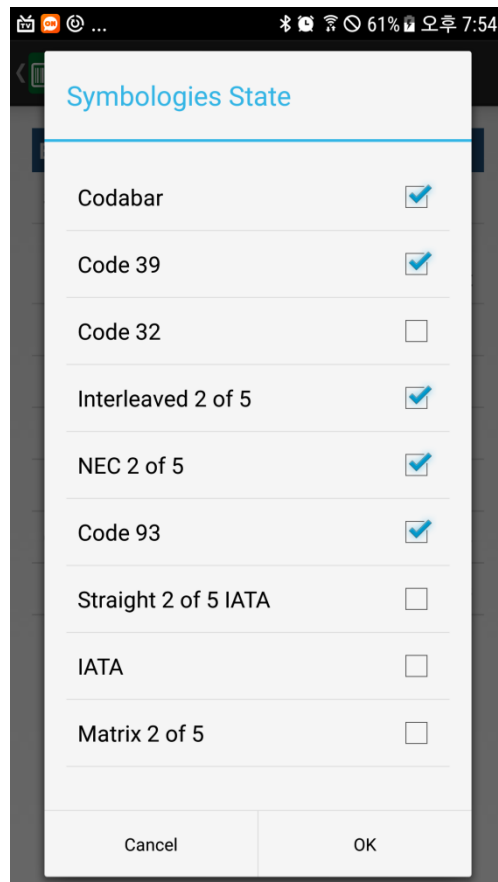 ON ... 61% 오후 7:54
Symbologies State
Codabar
Code 39
Code 32
Interleaved 2 of 5
NEC 2 of 5
Code 93
Straight 2 of 5 IATA
IATA
Matrix 2 of 5
Cancel OK